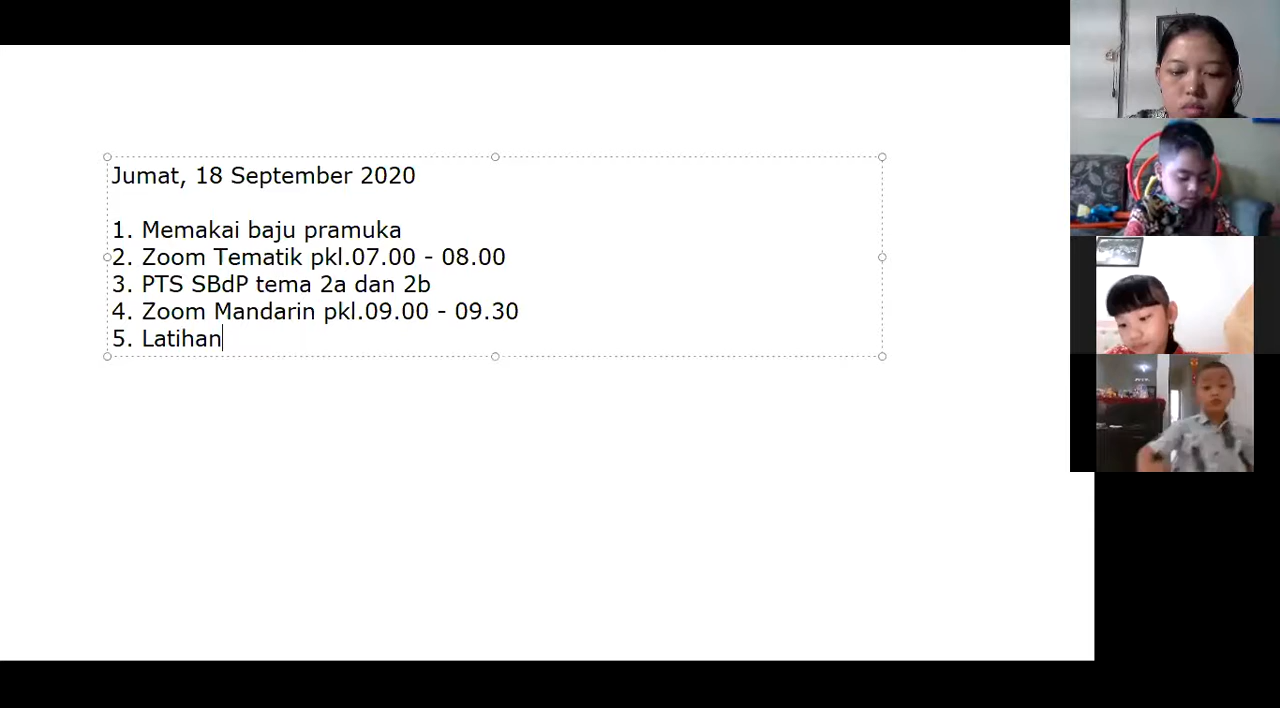 Jumat, 18 September 2020
1. Memakai baju pramuka
2. Zoom Tematik pkl.07.00 - 08.00
3. PTS SBdP tema 2a dan 2b
4. Zoom Mandarin pkl.09.00 - 09.30
5. Latihan